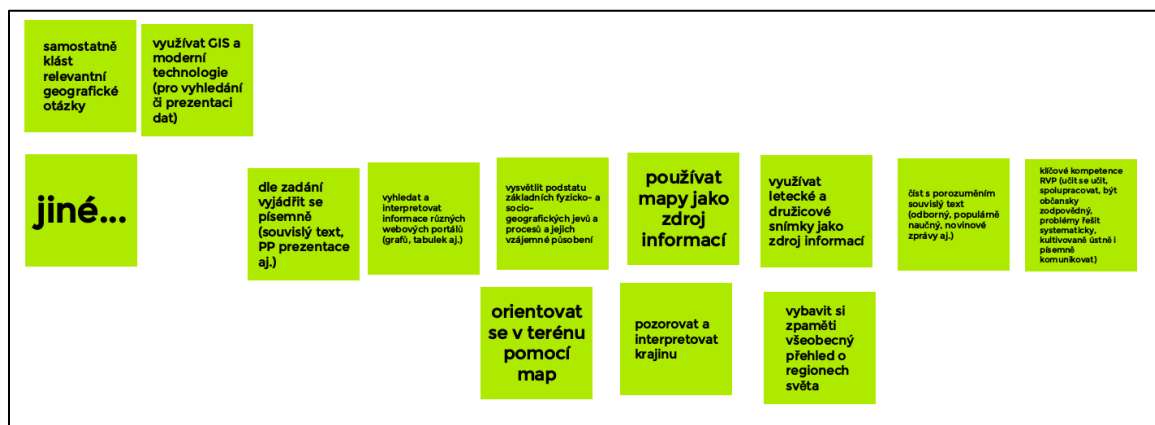 samostatně
klást
relevantní
geografické
otázky
využívat GIS a
moderní
technologie
(pro vyhledání
či prezentaci
dat)
jiné...
dle zadání
vyjádřit se
písemně
(souvislý text,
PP prezentace
aj.)
vyhledat a
interpretovat
informace různých
webových portálů
(grafů, tabulek aj.)
vysvětlit podstatu
základních fyzicko- a
socio-
geografických jevů a
procesů a jejich
vzájemné působení
používat
mapy jako
zdroj
informací
využívat
letecké a
družicové
snímky jako
zdroj informací
číst s porozuměním
souvislý text
(odborný, populárně
naučný, novinové
zprávy aj.)
klíčové kompetence
RVP (učit se učit,
spolupracovat, být
občansky
zodpovědný,
problémy řešit
systematicky,
kultivovaně ústně i
písemně
komunikovat)
orientovat
se v terénu
pomocí
map
pozorovat a
interpretovat
krajinu
vybavit si
zpaměti
všeobecný
přehled o
regionech
světa